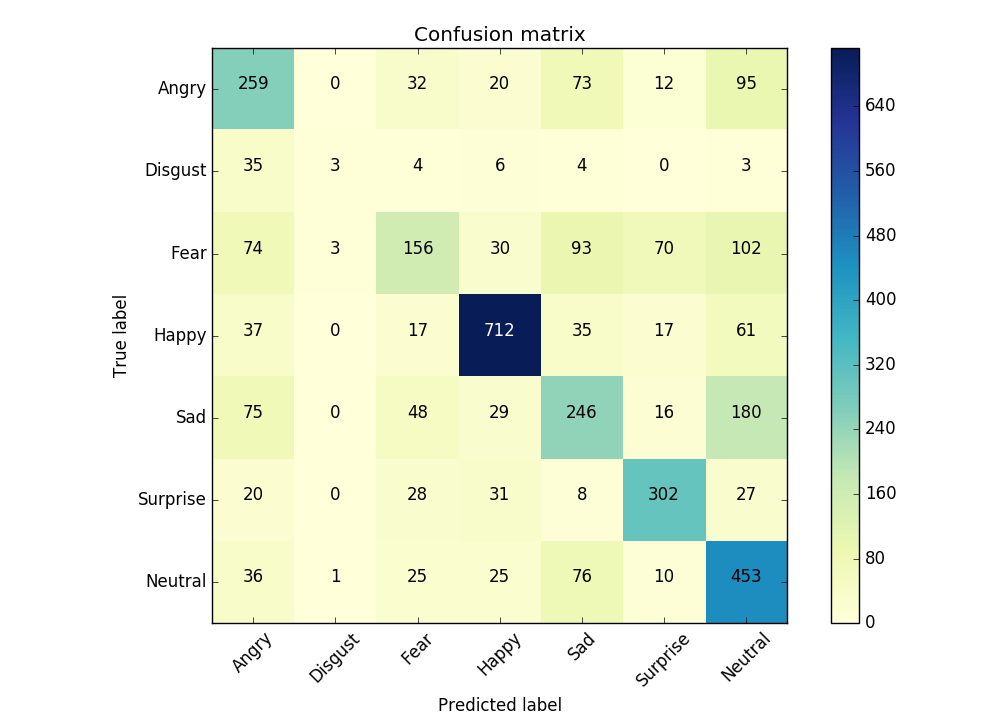 Confusion matrix
Angry 259 0 32 20 73 12 95
Disgust 35 3 4 6 4 0 3
Fear 74 3 156 30 93 70 102
Happy 37 0 17 712 35 17 61
Sad 75 0 48 29 246 16 180
Surprise 20 0 28 31 8 302 27
Neutral 36 1 25 25 76 10 453
Angry Disgust Fear Happy Sad Surprise Neutral
Predicted label
True label
640
560
480
400
320
240
160
80
0